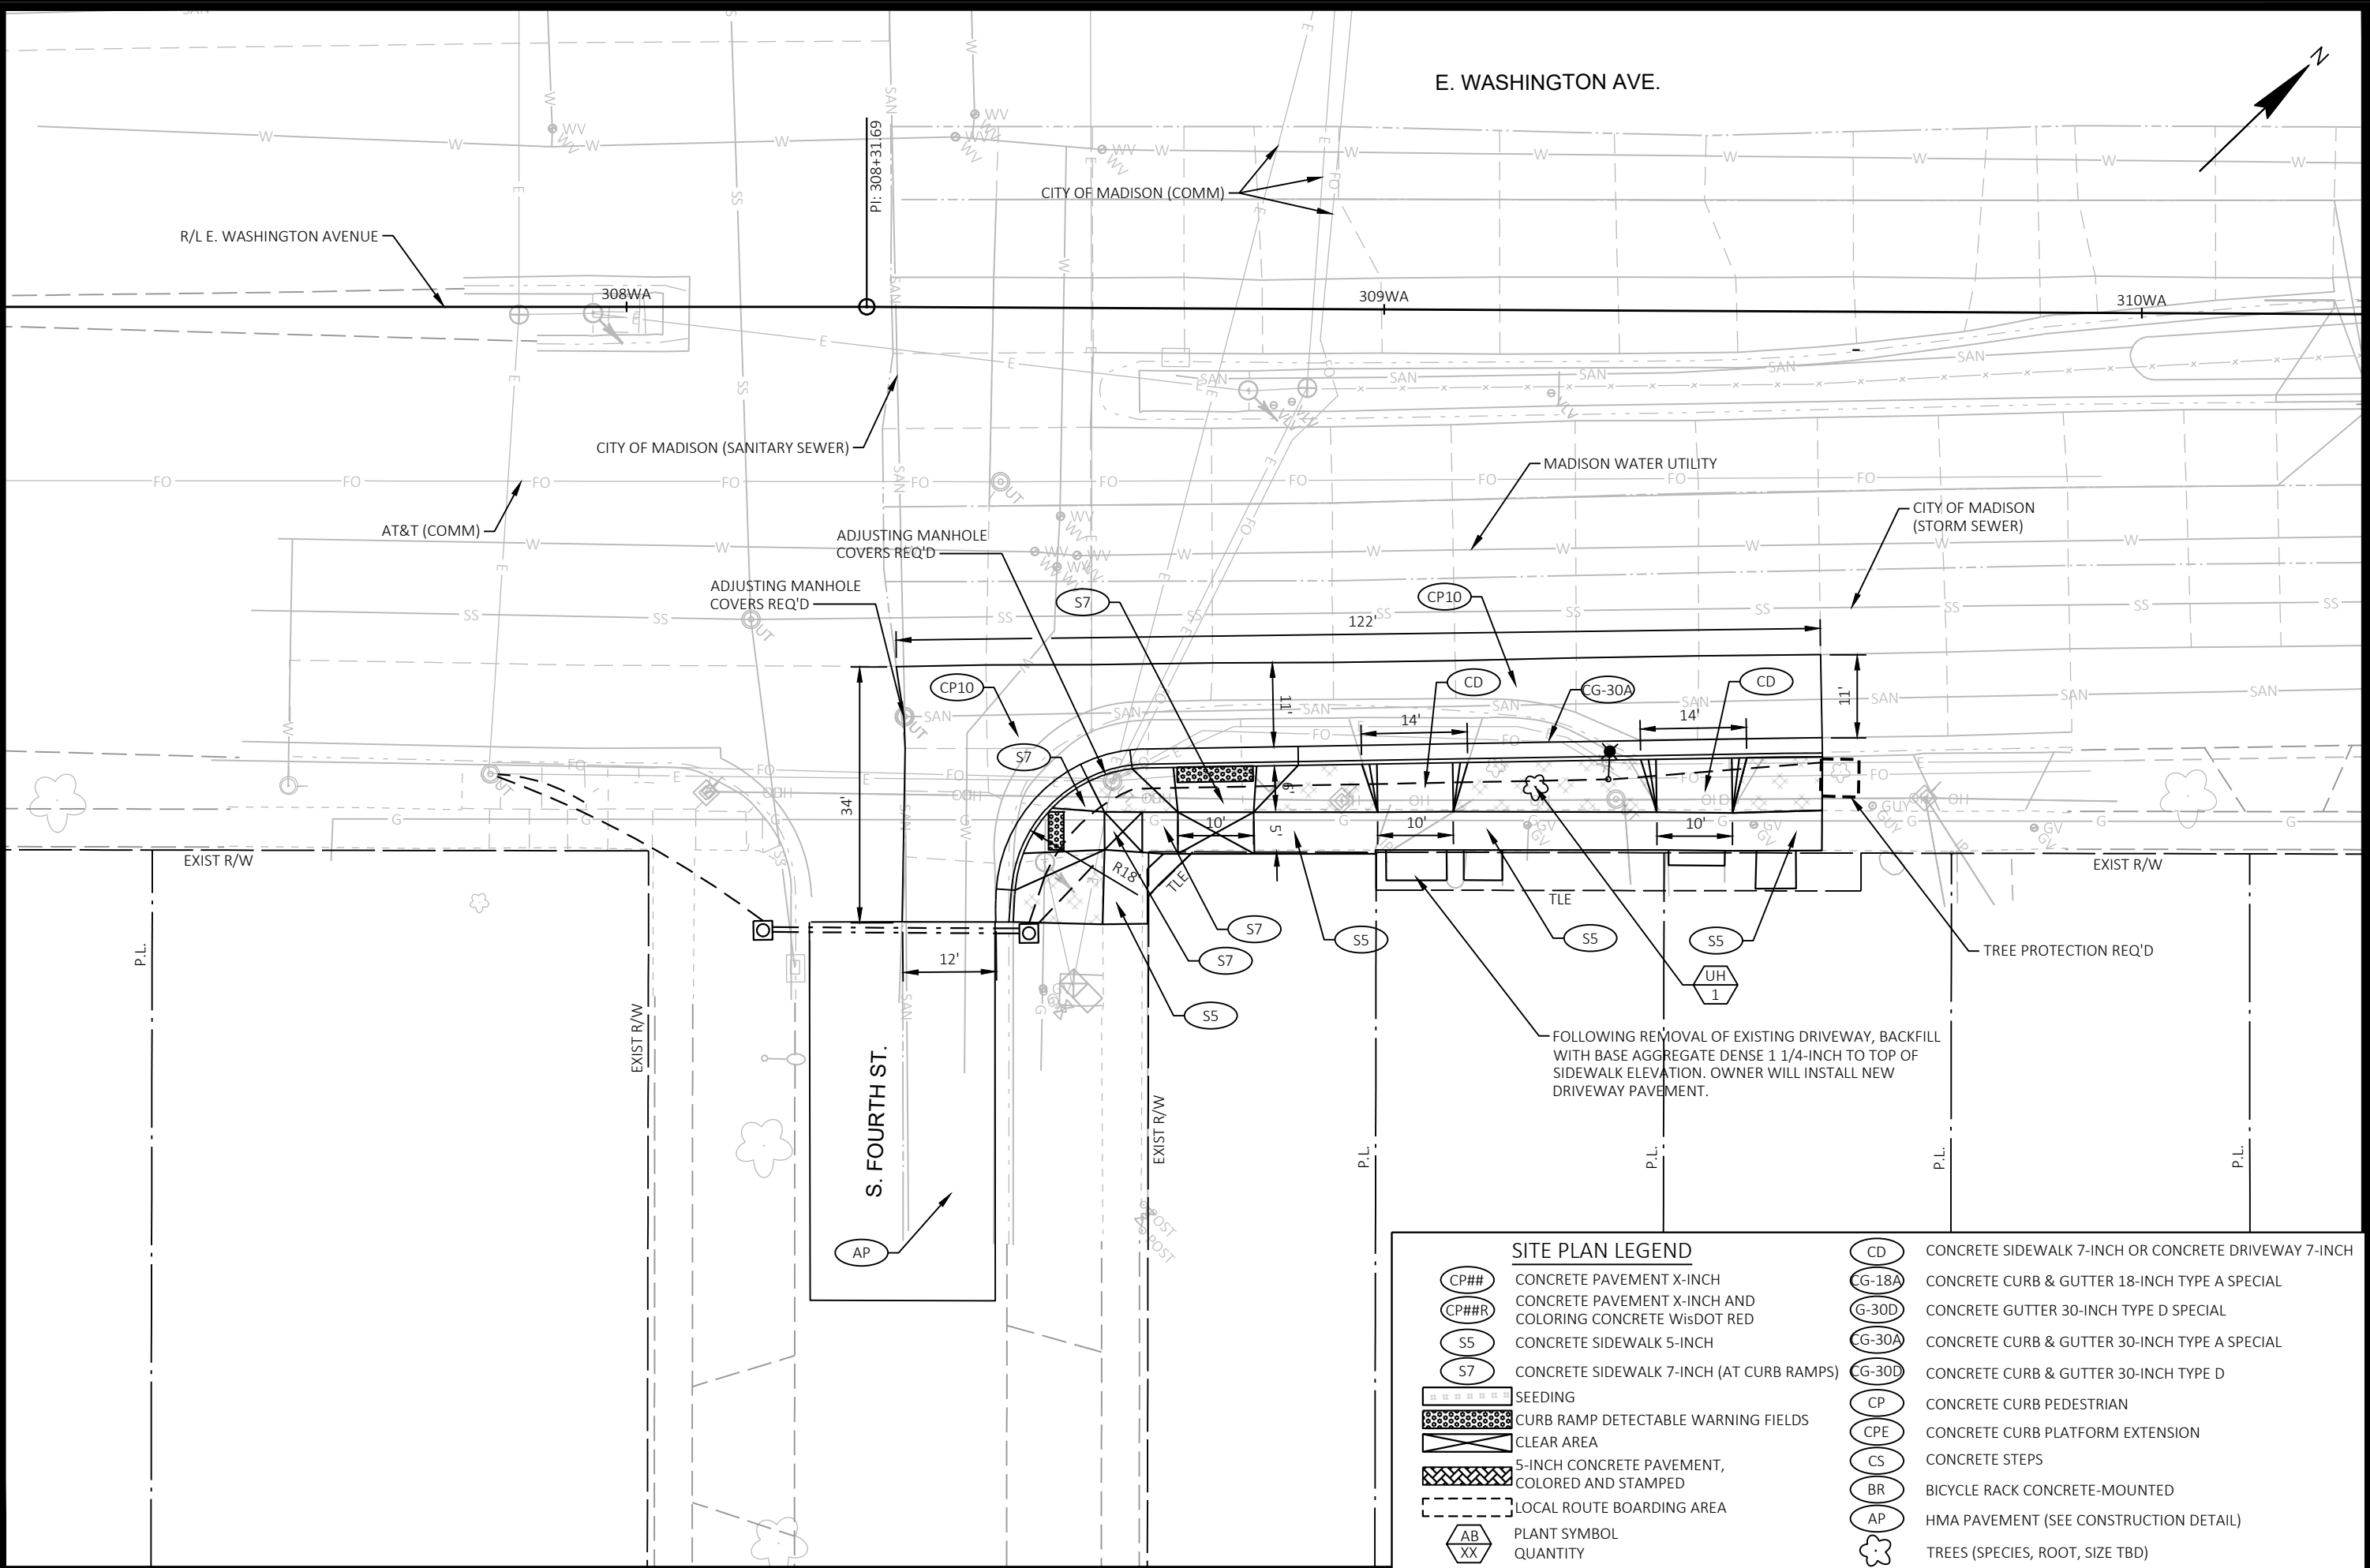 E. WASHINGTON AVE.
N
PI: 308+31.69
CITY OF MADISON (COMM)
R/L E. WASHINGTON AVENUE
308WA
309WA
310WA
CITY OF MADISON (SANITARY SEWER)
MADISON WATER UTILITY
AT&T (COMM)
CITY OF MADISON
(STORM SEWER)
ADJUSTING MANHOLE
COVERS REQ'D
ADJUSTING MANHOLE
COVERS REQ'D
S7
CP10
122'
CP10
CD
CG-30A
CD
11'
11'
14'
14'
S7
34'
6'
10'
5'
10'
10'
R18'
TLE
EXIST R/W
EXIST R/W
TLE
S7
S5
S5
S5
S7
TREE PROTECTION REQ'D
12'
UH
1
S5
P.L.
EXIST R/W
FOLLOWING REMOVAL OF EXISTING DRIVEWAY, BACKFILL
WITH BASE AGGREGATE DENSE 1 1/4-INCH TO TOP OF
SIDEWALK ELEVATION. OWNER WILL INSTALL NEW
DRIVEWAY PAVEMENT.
S. FOURTH ST.
EXIST R/W
P.L.
P.L.
P.L.
P.L.
POST
POST
AP
SITE PLAN LEGEND
CP## CONCRETE PAVEMENT X-INCH
CP##R CONCRETE PAVEMENT X-INCH AND
COLORING CONCRETE WisDOT RED
S5 CONCRETE SIDEWALK 5-INCH
S7 CONCRETE SIDEWALK 7-INCH (AT CURB RAMPS)
SEEDING
CURB RAMP DETECTABLE WARNING FIELDS
CLEAR AREA
5-INCH CONCRETE PAVEMENT,
COLORED AND STAMPED
LOCAL ROUTE BOARDING AREA
AB PLANT SYMBOL
XX QUANTITY
CD CONCRETE SIDEWALK 7-INCH OR CONCRETE DRIVEWAY 7-INCH
CG-18A CONCRETE CURB & GUTTER 18-INCH TYPE A SPECIAL
G-30D CONCRETE GUTTER 30-INCH TYPE D SPECIAL
CG-30A CONCRETE CURB & GUTTER 30-INCH TYPE A SPECIAL
CG-30D CONCRETE CURB & GUTTER 30-INCH TYPE D
CP CONCRETE CURB PEDESTRIAN
CPE CONCRETE CURB PLATFORM EXTENSION
CS CONCRETE STEPS
BR BICYCLE RACK CONCRETE-MOUNTED
AP HMA PAVEMENT (SEE CONSTRUCTION DETAIL)
TREES (SPECIES, ROOT, SIZE TBD)